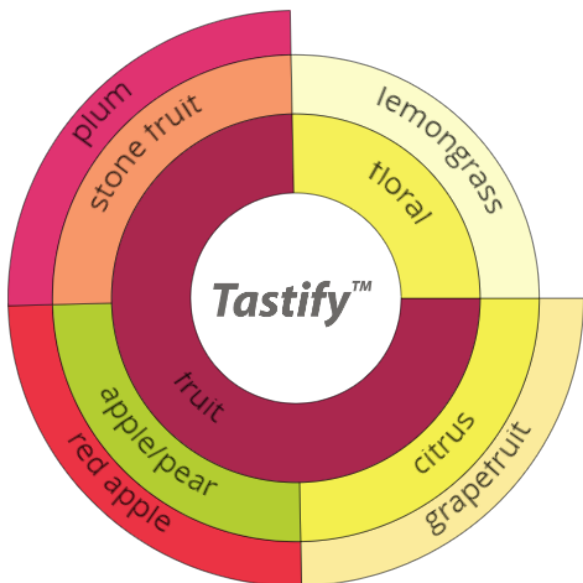 plum
stone fruit
lemongrass
floral
Tastify™
fruit
apple/pear
red apple
citrus
grapefruit